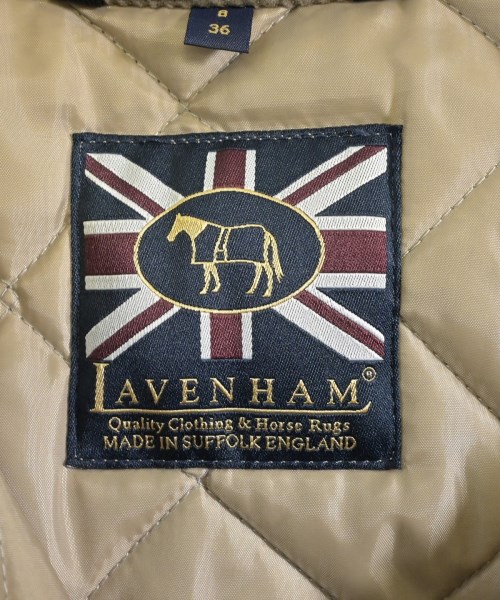 8
36
LAVENHAM®
Quality Clothing & Horse Rugs
MADE IN SUFFOLK ENGLAND